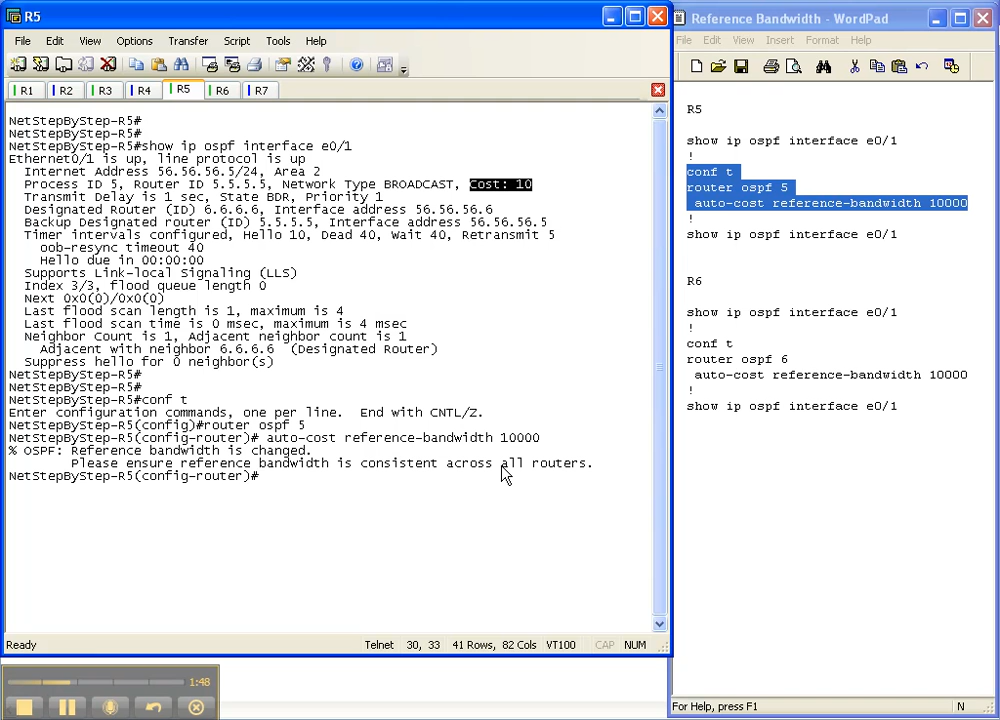 R5
File Edit View Options Transfer Script Tools Help
R1 R2 R3 R4 R5 R6 R7
NetStepByStep-R5#
NetStepByStep-R5#
NetStepByStep-R5#show ip ospf interface e0/1
Ethernet0/1 is up, line protocol is up
Internet Address 56.56.56.5/24, Area 2
Process ID 5, Router ID 5.5.5.5, Network Type BROADCAST, Cost: 10
Transmit Delay is 1 sec, State BDR, Priority 1
Designated Router (ID) 6.6.6.6, Interface address 56.56.56.6
Backup Designated router (ID) 5.5.5.5, Interface address 56.56.56.5
Timer intervals configured, Hello 10, Dead 40, Wait 40, Retransmit 5
oob-resync timeout 40
Hello due in 00:00:00
Supports Link-local Signaling (LLS)
Index 3/3, flood queue length 0
Next 0x0(0)/0x0(0)
Last flood scan length is 1, maximum is 4
Last flood scan time is 0 msec, maximum is 4 msec
Neighbor Count is 1, Adjacent neighbor count is 1
Adjacent with neighbor 6.6.6.6 (Designated Router)
Suppress hello for 0 neighbor(s)
NetStepByStep-R5#
NetStepByStep-R5#
NetStepByStep-R5#conf t
Enter configuration commands, one per line. End with CNTL/Z.
NetStepByStep-R5(config)#router ospf 5
NetStepByStep-R5(config-router)# auto-cost reference-bandwidth 10000
% OSPF: Reference bandwidth is changed.
Please ensure reference bandwidth is consistent across all routers.
NetStepByStep-R5(config-router)#
Ready Telnet 30, 33 41 Rows, 82 Cols VT100 CAP NUM
1:48
Reference Bandwidth - WordPad
File Edit View Insert Format Help
R5
show ip ospf interface e0/1
!
conf t
router ospf 5
auto-cost reference-bandwidth 10000
!
show ip ospf interface e0/1
R6
show ip ospf interface e0/1
!
conf t
router ospf 6
auto-cost reference-bandwidth 10000
!
show ip ospf interface e0/1
For Help, press F1 N